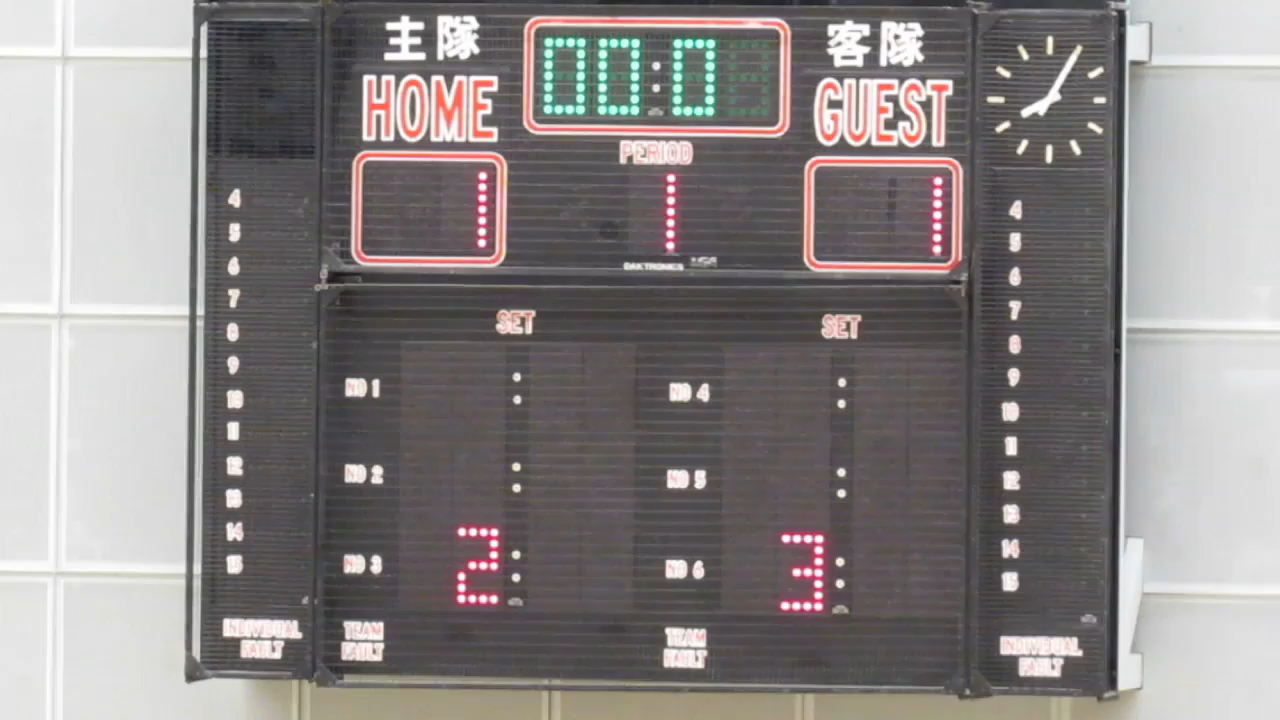 主隊
00:0
客隊
HOME
GUEST
PERIOD
1
1
1
DAKTRONICS
4
5
6
7
8
9
10
11
12
13
14
15
INDIVIDUAL
FAULT
SET
SET
NO 1
NO 4
NO 2
NO 5
NO 3
2
NO 6
3
TEAM
FAULT
TEAM
FAULT
4
5
6
7
8
9
10
11
12
13
14
15
INDIVIDUAL
FAULT